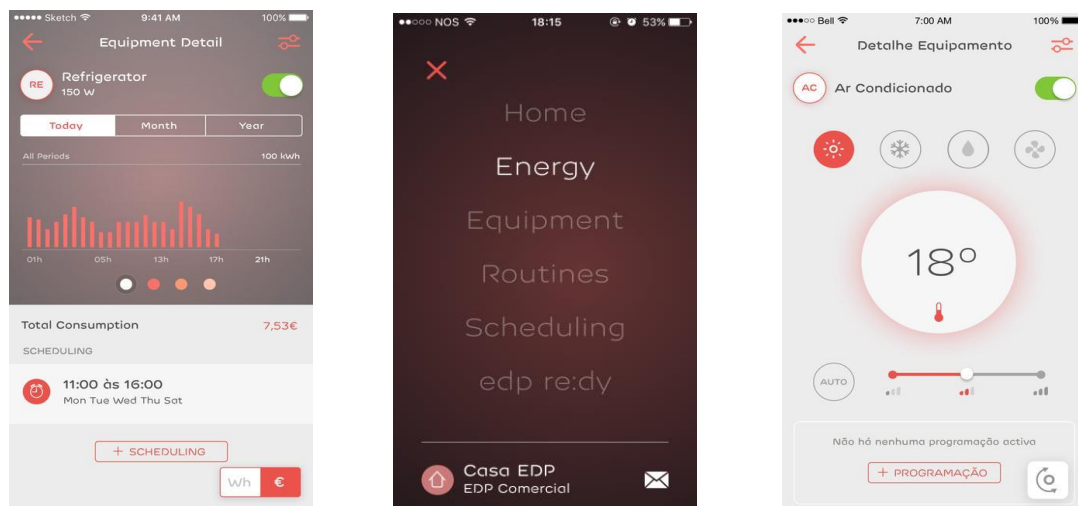 Sketch 9:41 AM 100%
Equipment Detail
RE
Refrigerator
150 W
Today Month Year
All Periods 100 kWh
01h 05h 13h 17h 21h
Total Consumption 7,53€
SCHEDULING
11:00 às 16:00
Mon Tue Wed Thu Sat
+ SCHEDULING
Wh €
NOS 18:15 53%
Home
Energy
Equipment
Routines
Scheduling
edp re:dy
Casa EDP
EDP Comercial
Bell 7:00 AM 100%
Detalhe Equipamento
AC Ar Condicionado
18°
AUTO
Não há nenhuma programação activa
+ PROGRAMAÇÃO